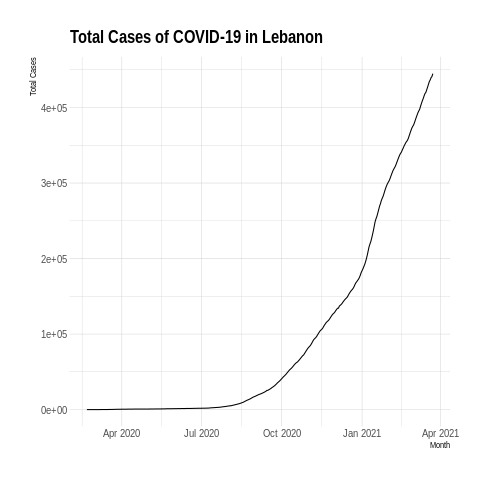 Total Cases of COVID-19 in Lebanon
Total Cases
4e+05
3e+05
2e+05
1e+05
0e+00
Apr 2020 Jul 2020 Oct 2020 Jan 2021 Apr 2021
Month